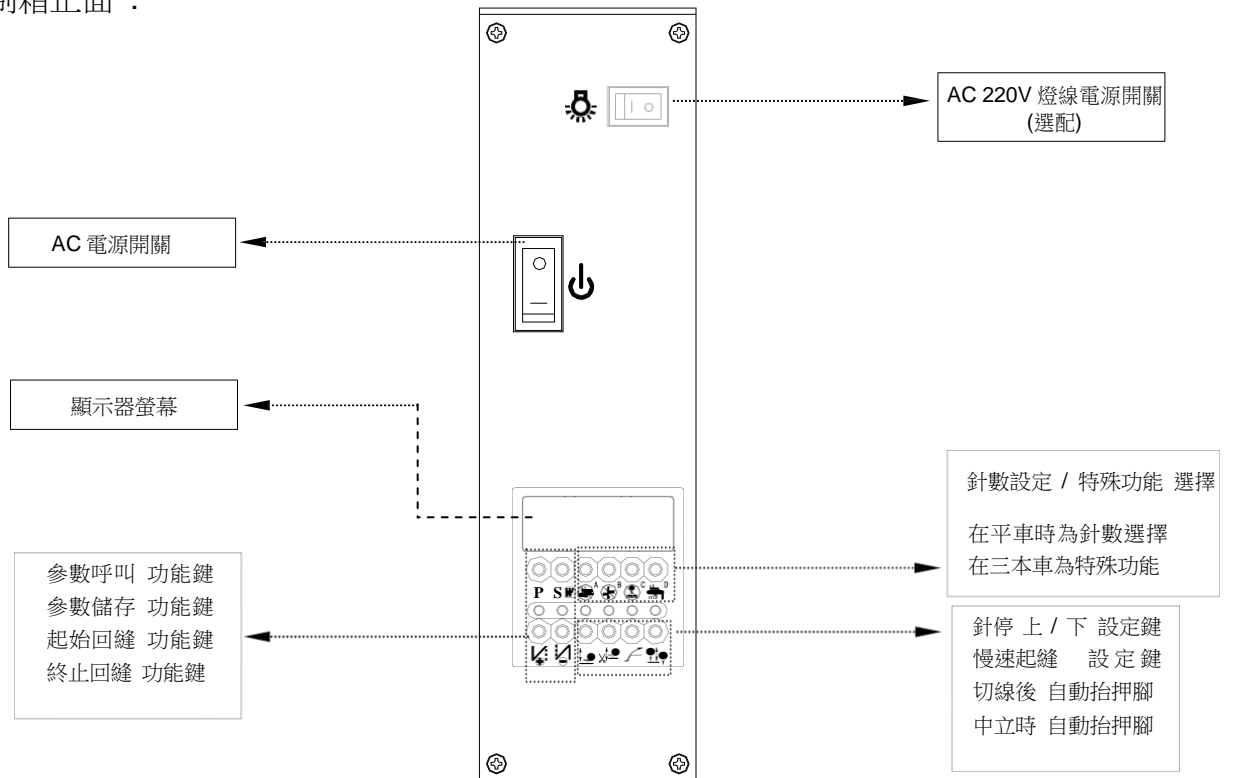 制箱正面：
AC 220V 燈線電源開關
(選配)
AC 電源開關
顯示器螢幕
針數設定 / 特殊功能 選擇
在平車時為針數選擇
在三本車為特殊功能
參數呼叫 功能鍵
參數儲存 功能鍵
起始回縫 功能鍵
終止回縫 功能鍵
P S A B C D
針停 上 / 下 設定鍵
慢速起縫 設定鍵
切線後 自動抬押腳
中立時 自動抬押腳